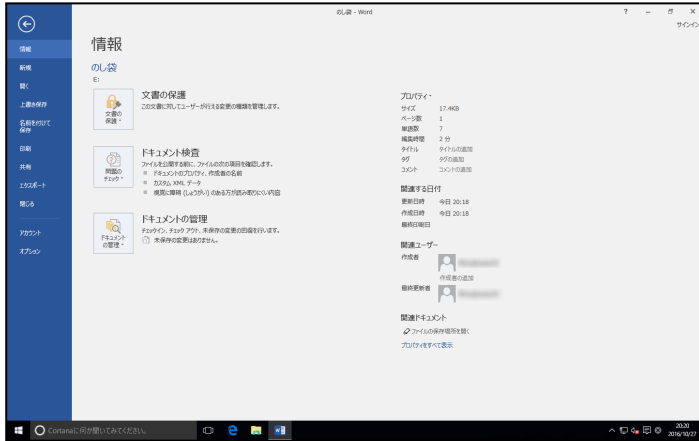 のし袋 - Word
? － ロ ×
サインイン
情報
新規
開く
上書き保存
名前を付けて
保存
印刷
共有
エクスポート
閉じる
アカウント
オプション
情報
のし袋
E:
文書の
保護
文書の保護
この文書に対してユーザーが行える変更の種類を管理します。
問題の
チェック
ドキュメント検査
ファイルを公開する前に、ファイルの次の項目を確認します。
ドキュメントのプロパティ、作成者の名前
カスタム XML データ
視覚に障碍 (しょうがい) のある方が読み取りにくい内容
ドキュメント
の管理
ドキュメントの管理
チェックイン、チェック アウト、未保存の変更の回復を行います。
未保存の変更はありません。
プロパティ
サイズ 17.4KB
ページ数 1
単語数 7
編集時間 2 分
タイトル タイトルの追加
タグ タグの追加
コメント コメントの追加
関連する日付
更新日時 今日 20:18
作成日時 今日 20:18
最終印刷日
関連ユーザー
作成者
作成者の追加
最終更新者
関連ドキュメント
ファイルの保存場所を開く
プロパティをすべて表示
Cortanaに何か聞いてみてください。
20:20
2016/10/27